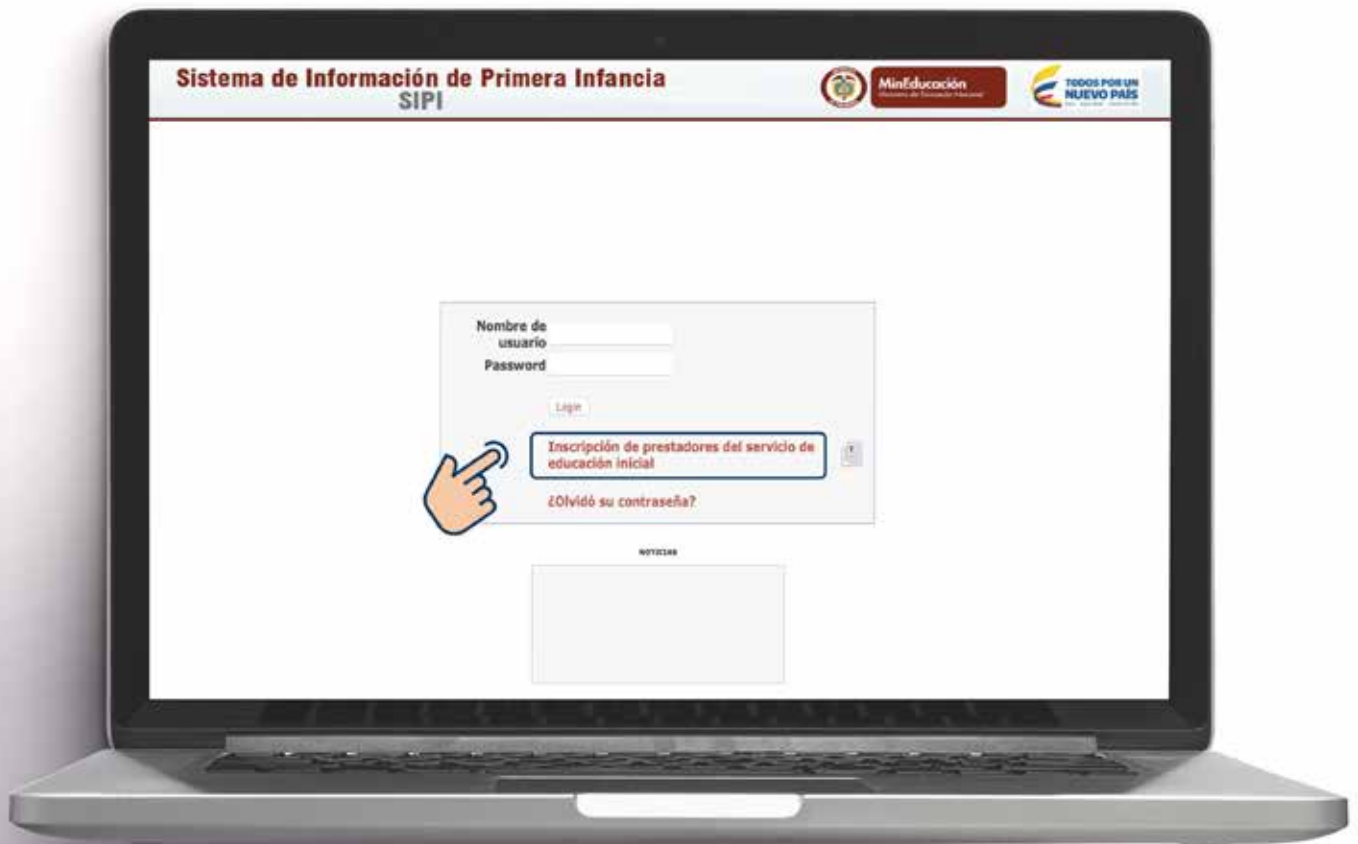 Sistema de Información de Primera Infancia
SIPI
MinEducación
TODOS POR UN
NUEVO PAÍS
Nombre de
usuario
Password
Login
Inscripción de prestadores del servicio de
educación inicial
¿Olvidó su contraseña?
NOTICIAS